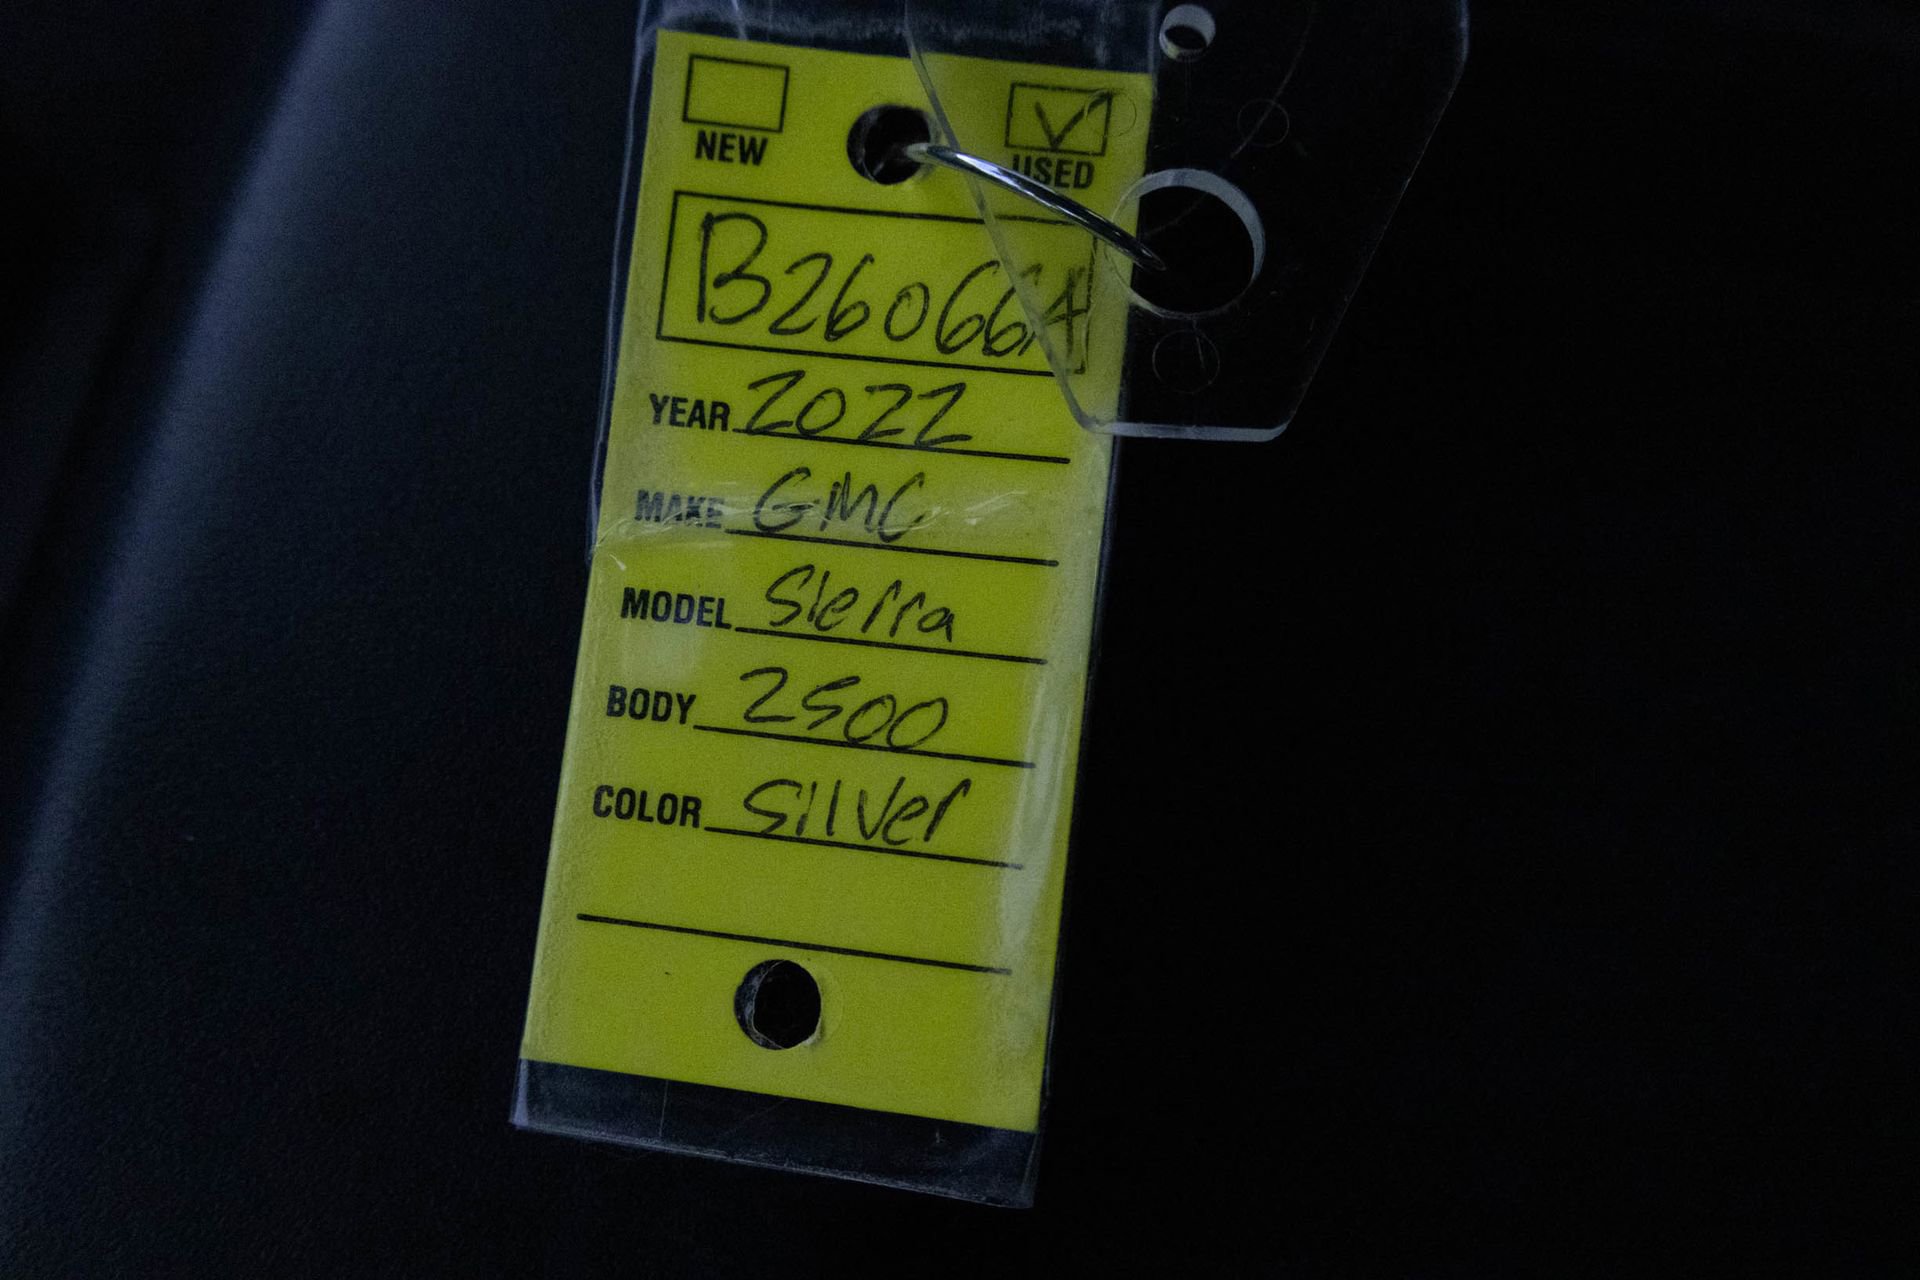 NEW USED
B26066A
YEAR 2022
MAKE GMC
MODEL Sierra
BODY 2500
COLOR Silver